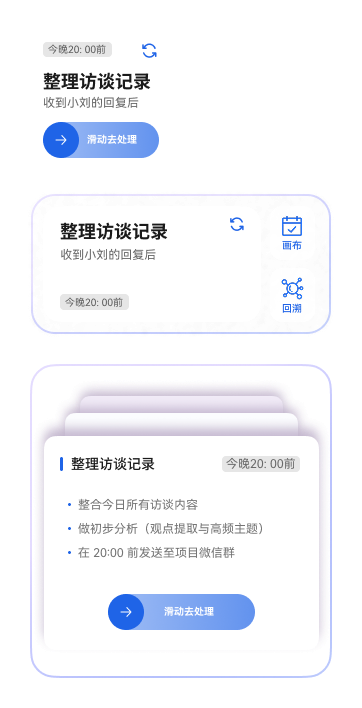 今晚20: 00前
整理访谈记录
收到小刘的回复后
滑动去处理
整理访谈记录
收到小刘的回复后
今晚20: 00前
画布
回溯
整理访谈记录
今晚20: 00前
• 整合今日所有访谈内容
• 做初步分析（观点提取与高频主题）
• 在 20:00 前发送至项目微信群
滑动去处理